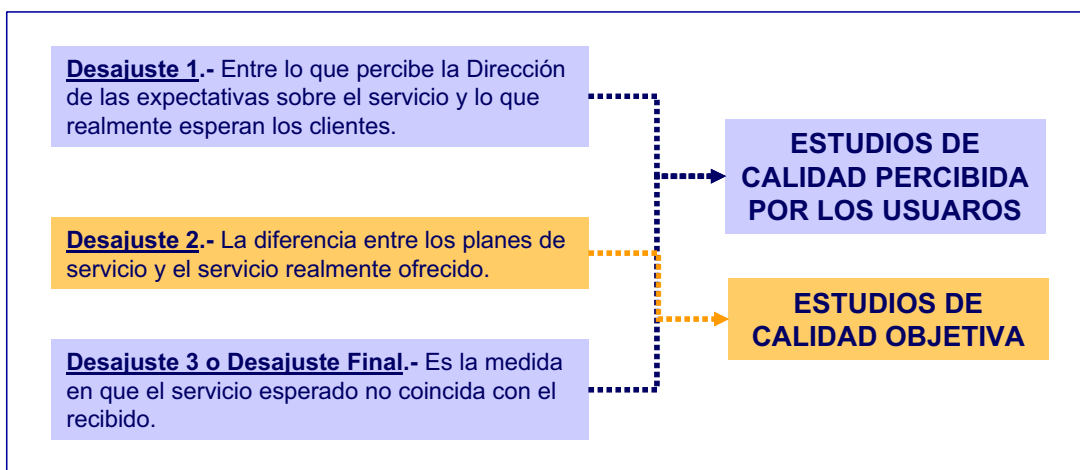 Desajuste 1.- Entre lo que percibe la Dirección
de las expectativas sobre el servicio y lo que
realmente esperan los clientes.
Desajuste 2.- La diferencia entre los planes de
servicio y el servicio realmente ofrecido.
Desajuste 3 o Desajuste Final.- Es la medida
en que el servicio esperado no coincida con el
recibido.
ESTUDIOS DE
CALIDAD PERCIBIDA
POR LOS USUAROS
ESTUDIOS DE
CALIDAD OBJETIVA